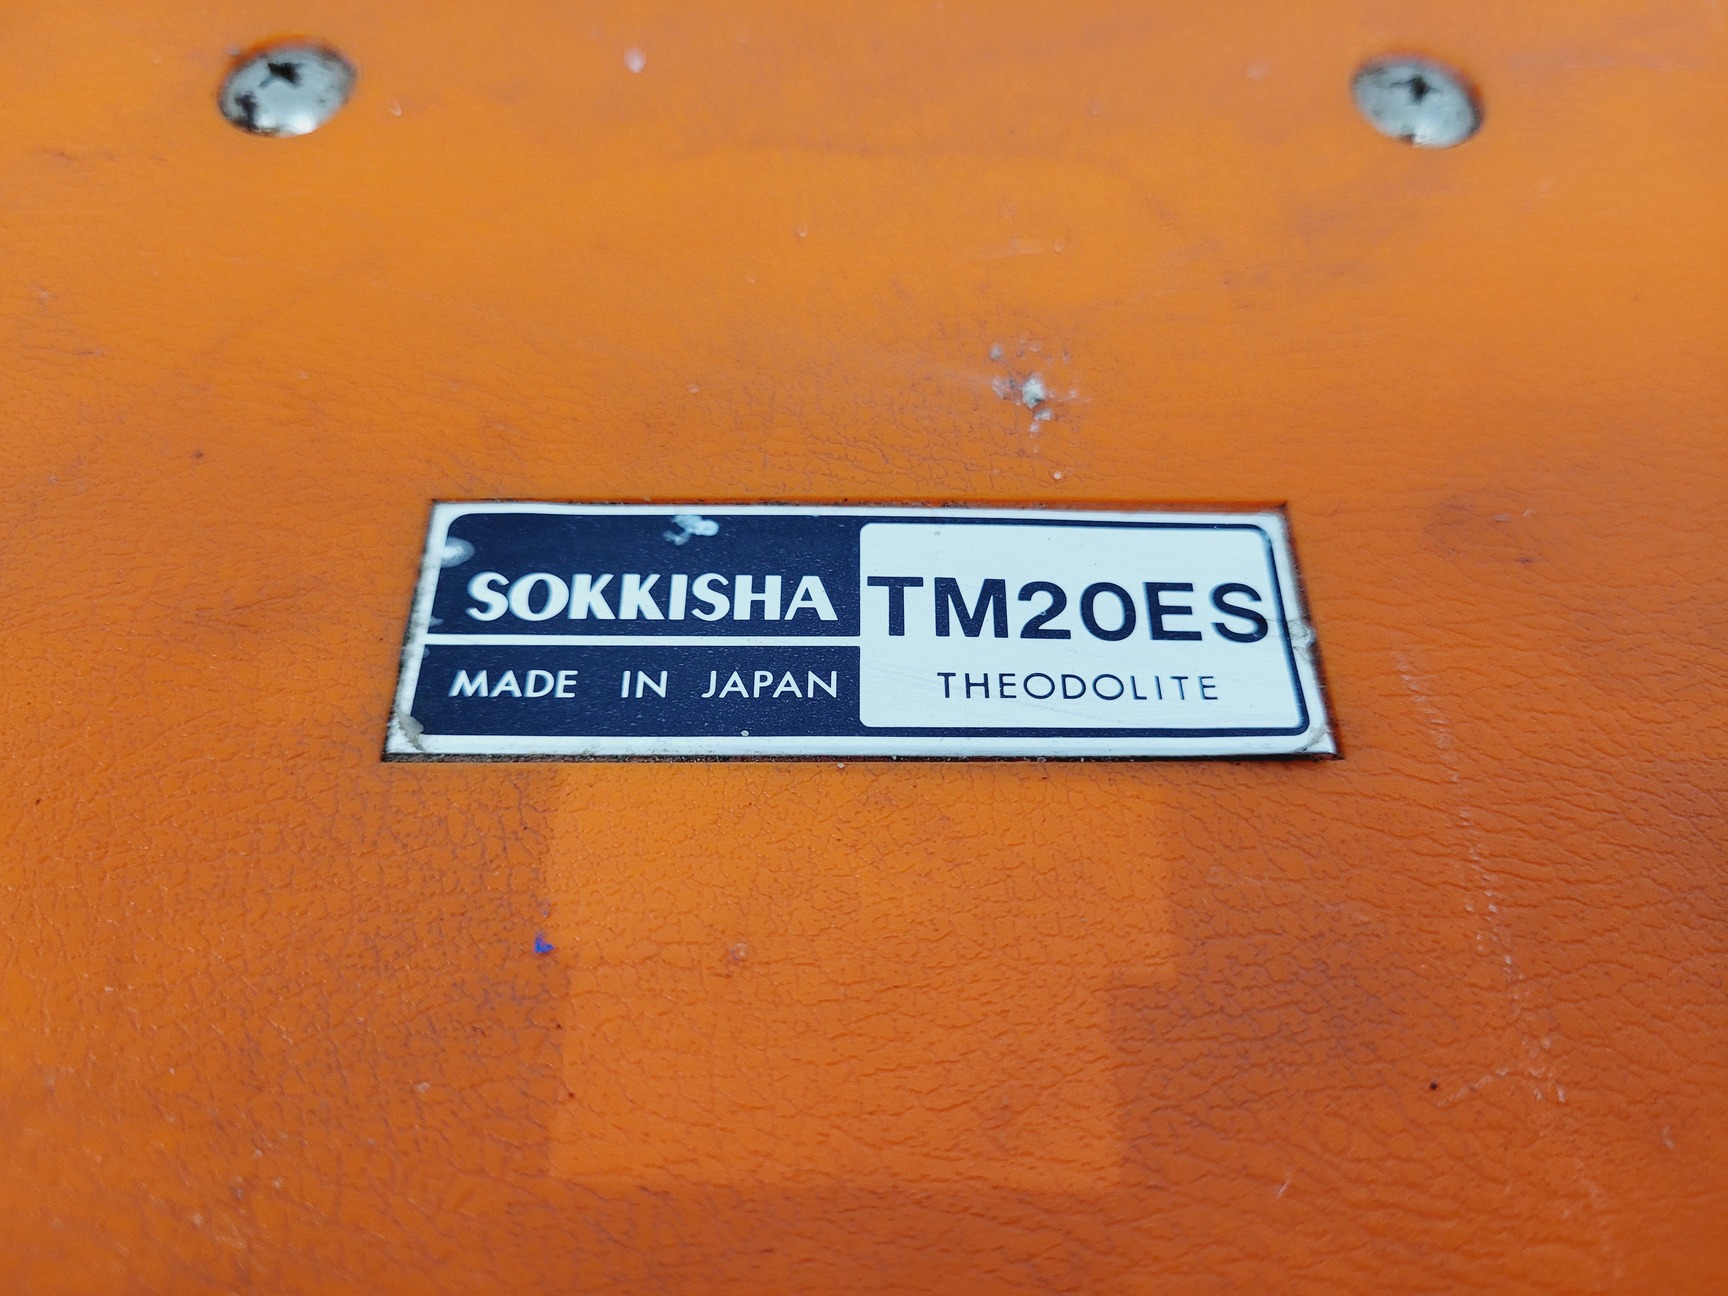 SOKKISHA
MADE IN JAPAN
TM20ES
THEODOLITE